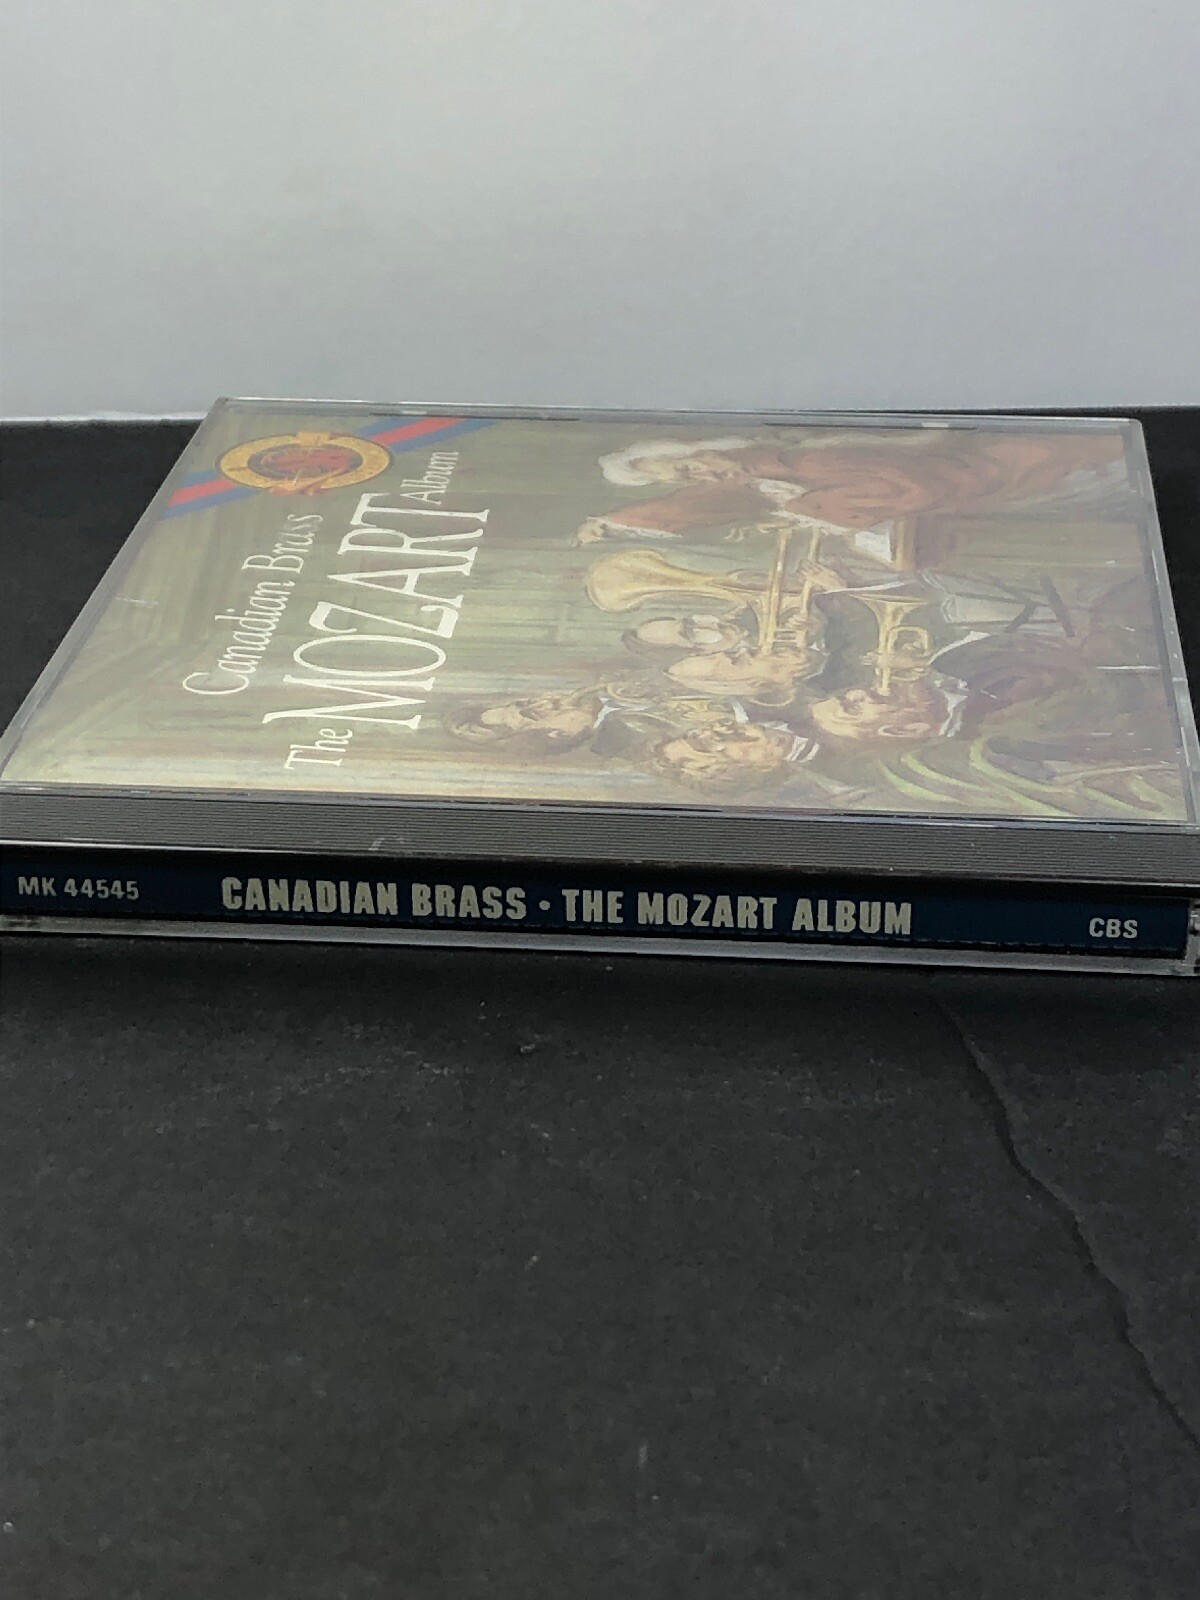 Canadian Brass
The MOZART Album
MK 44545
CANADIAN BRASS • THE MOZART ALBUM
CBS